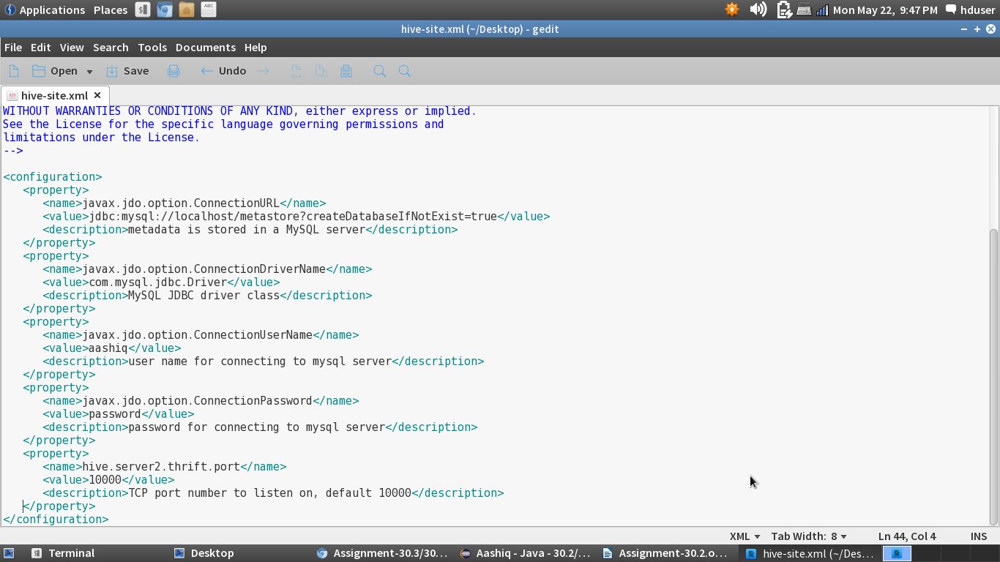 Applications Places Mon May 22, 9:47 PM hduser
hive-site.xml (~/Desktop) - gedit
File Edit View Search Tools Documents Help
Open Save Undo
hive-site.xml
WITHOUT WARRANTIES OR CONDITIONS OF ANY KIND, either express or implied.
See the License for the specific language governing permissions and
limitations under the License.
-->
<configuration>
<property>
<name>javax.jdo.option.ConnectionURL</name>
<value>jdbc:mysql://localhost/metastore?createDatabaseIfNotExist=true</value>
<description>metadata is stored in a MySQL server</description>
</property>
<property>
<name>javax.jdo.option.ConnectionDriverName</name>
<value>com.mysql.jdbc.Driver</value>
<description>MySQL JDBC driver class</description>
</property>
<property>
<name>javax.jdo.option.ConnectionUserName</name>
<value>aashiq</value>
<description>user name for connecting to mysql server</description>
</property>
<property>
<name>javax.jdo.option.ConnectionPassword</name>
<value>password</value>
<description>password for connecting to mysql server</description>
</property>
<property>
<name>hive.server2.thrift.port</name>
<value>10000</value>
<description>TCP port number to listen on, default 10000</description>
</property>
</configuration>
XML Tab Width: 8 Ln 44, Col 4 INS
Terminal Desktop Assignment-30.3/30... Aashiq - Java - 30.2/... Assignment-30.2.o... hive-site.xml (~/Des...